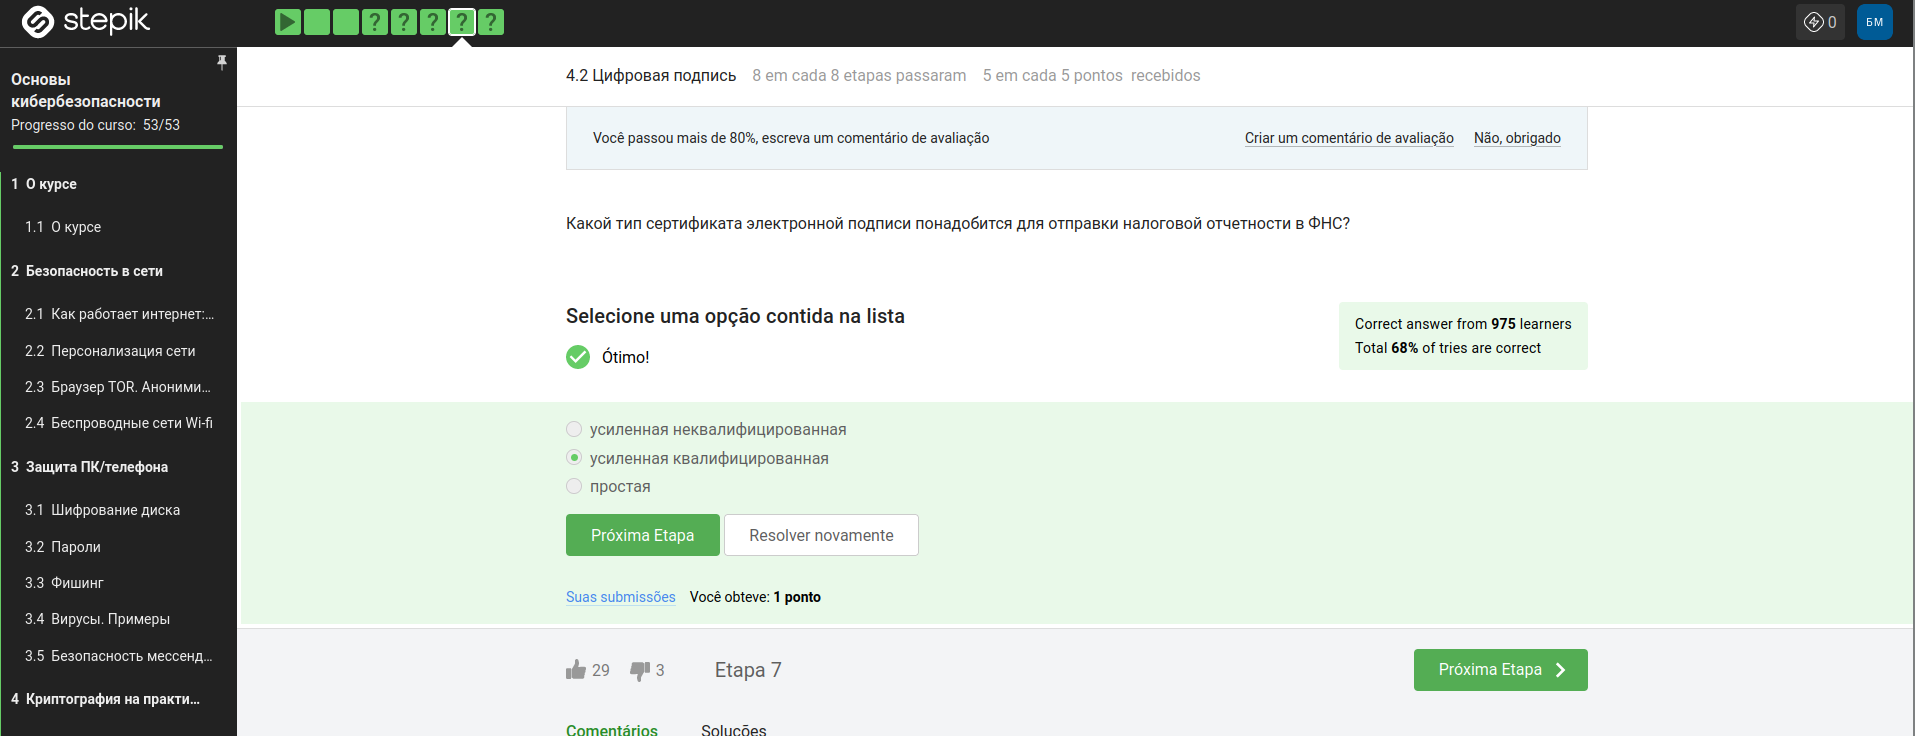 stepik
? ? ? ? ?
0
БМ
Основы
кибербезопасности
Progresso do curso: 53/53
1 О курсе
1.1 О курсе
2 Безопасность в сети
2.1 Как работает интернет:...
2.2 Персонализация сети
2.3 Браузер TOR. Аноними...
2.4 Беспроводные сети Wi-fi
3 Защита ПК/телефона
3.1 Шифрование диска
3.2 Пароли
3.3 Фишинг
3.4 Вирусы. Примеры
3.5 Безопасность мессенд...
4 Криптография на практи...
4.2 Цифровая подпись 8 em cada 8 etapas passaram 5 em cada 5 pontos recebidos
Você passou mais de 80%, escreva um comentário de avaliação Criar um comentário de avaliação Não, obrigado
Какой тип сертификата электронной подписи понадобится для отправки налоговой отчетности в ФНС?
Selecione uma opção contida na lista
Ótimo!
Correct answer from 975 learners
Total 68% of tries are correct
усиленная неквалифицированная
усиленная квалифицированная
простая
Próxima Etapa Resolver novamente
Suas submissões Você obteve: 1 ponto
29 3 Etapa 7 Próxima Etapa
Comentários Soluções